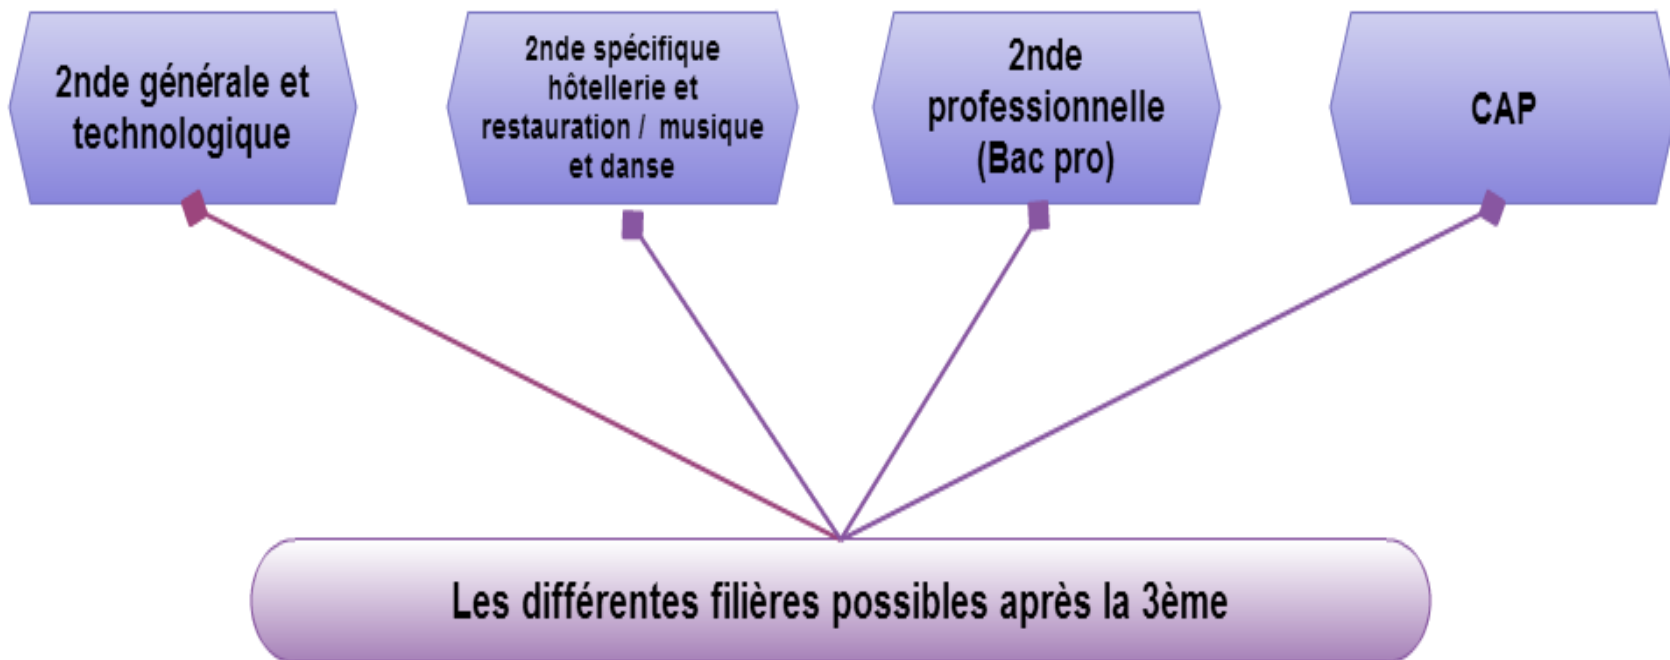 2nde générale et
technologique
2nde spécifique
hôtellerie et
restauration / musique
et danse
2nde
professionnelle
(Bac pro)
CAP
Les différentes filières possibles après la 3ème